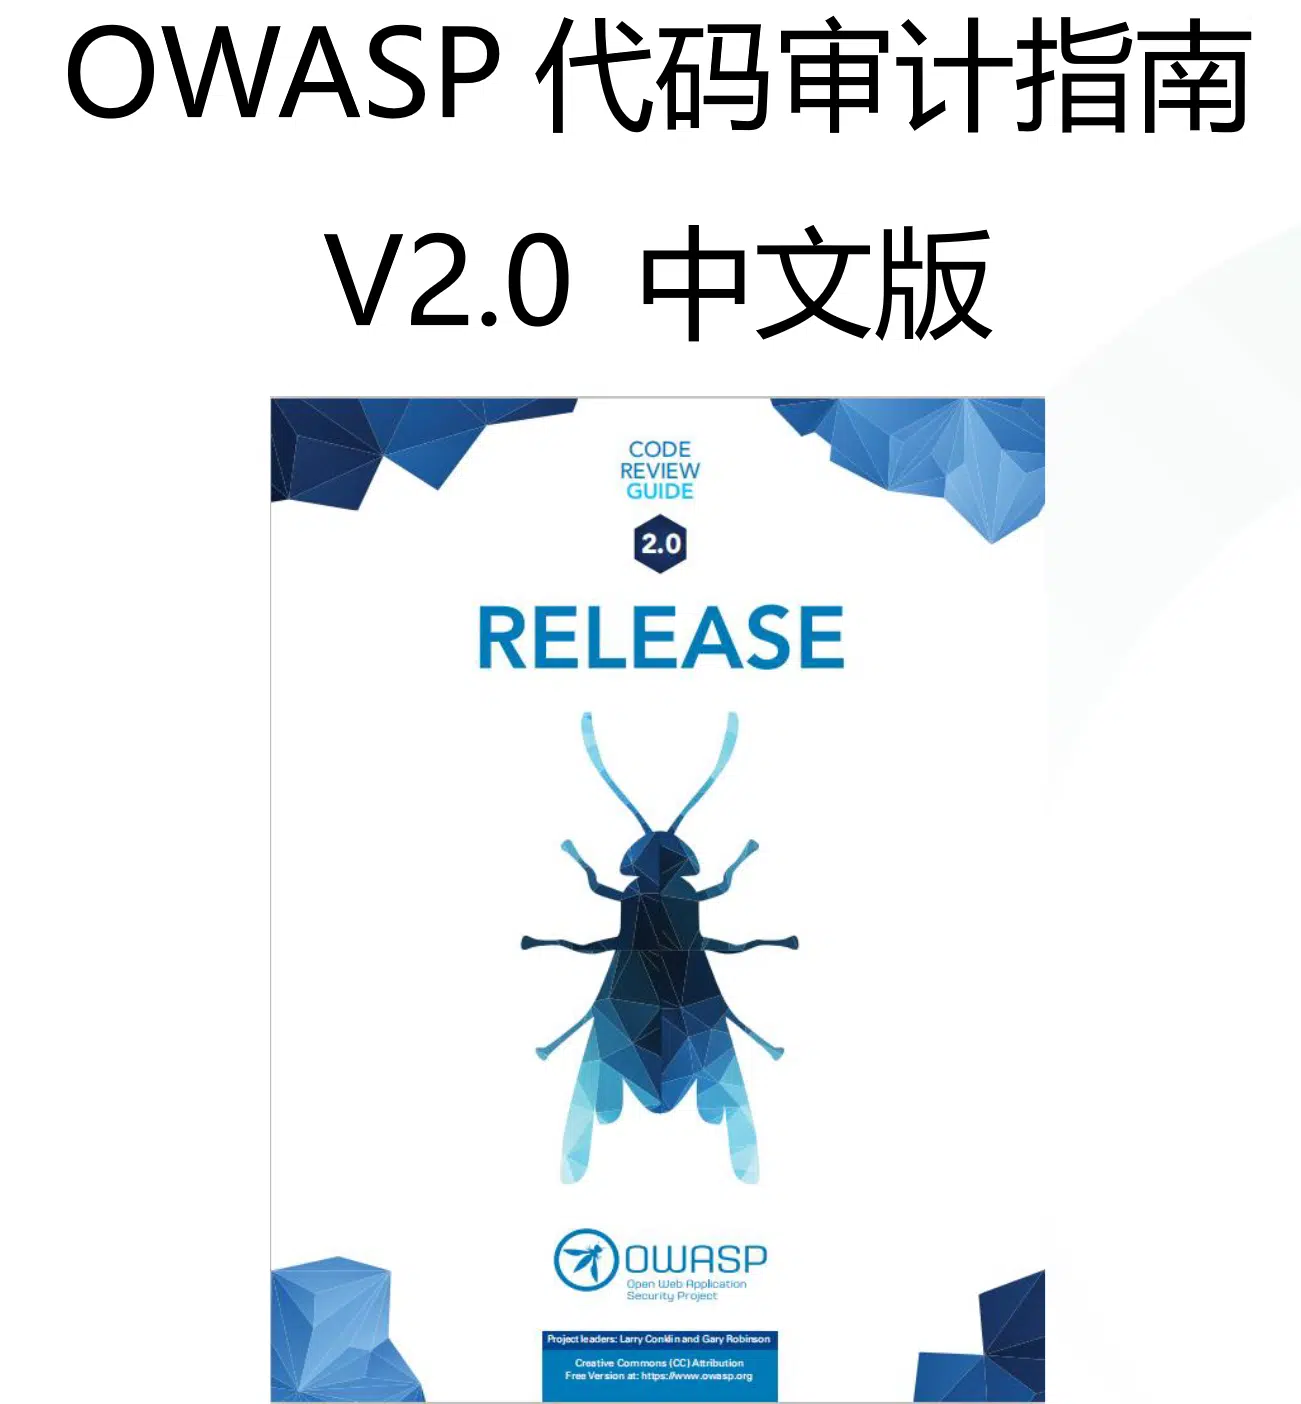 OWASP 代码审计指南
V2.0 中文版
CODE
REVIEW
GUIDE
2.0
RELEASE
OWASP
Open Web Application
Security Project
Project leaders: Larry Conklin and Gary Robinson
Creative Commons (CC) Attribution
Free Version at: https://www.owasp.org